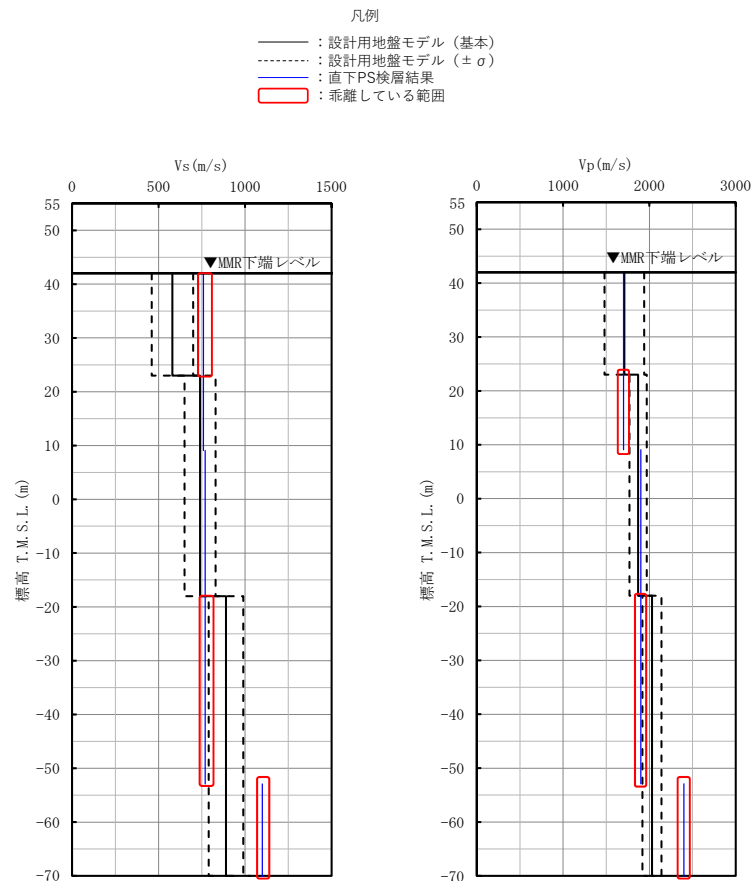 凡例
：設計用地盤モデル（基本）
：設計用地盤モデル（±σ）
：直下PS検層結果
：乖離している範囲
Vs(m/s)
0 500 1000 1500
55
50
▼MMR下端レベル
40
30
20
10
0
-10
-20
-30
-40
-50
-60
-70
標高 T.M.S.L.(m)
Vp(m/s)
0 1000 2000 3000
55
50
▼MMR下端レベル
40
30
20
10
0
-10
-20
-30
-40
-50
-60
-70
標高 T.M.S.L.(m)